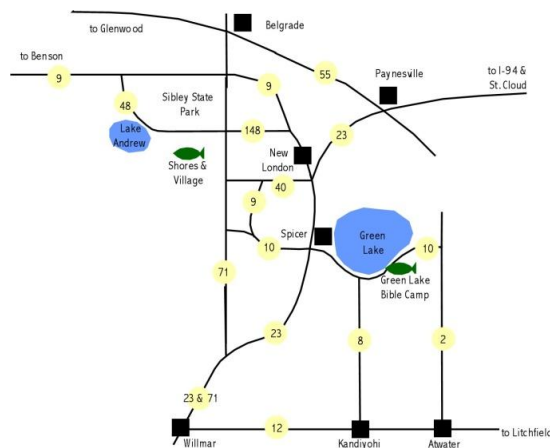 to Glenwood
Belgrade
to Benson
9
55
Paynesville
to I-94 &
St. Cloud
9
48
Sibley State
Park
Lake
Andrew
148
23
New
London
Shores &
Village
40
9
Spicer
Green
Lake
10
10
71
Green Lake
Bible Camp
23
8
2
23 & 71
12
to Litchfield
Willmar
Kandiyohi
Atwater